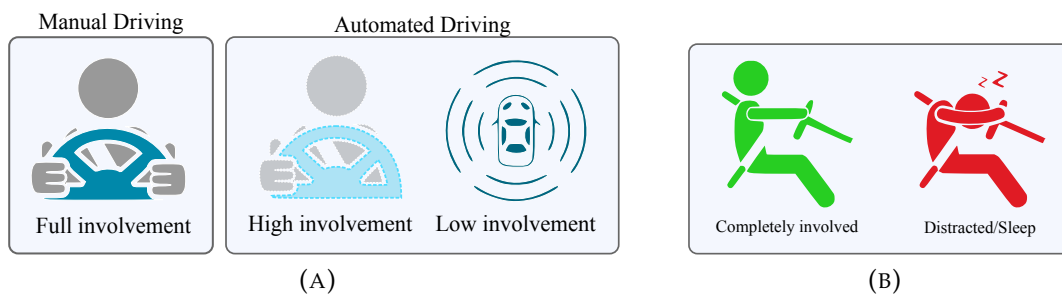 Manual Driving
Automated Driving
Full involvement
High involvement
Low involvement
(A)
z z
Completely involved
Distracted/Sleep
(B)